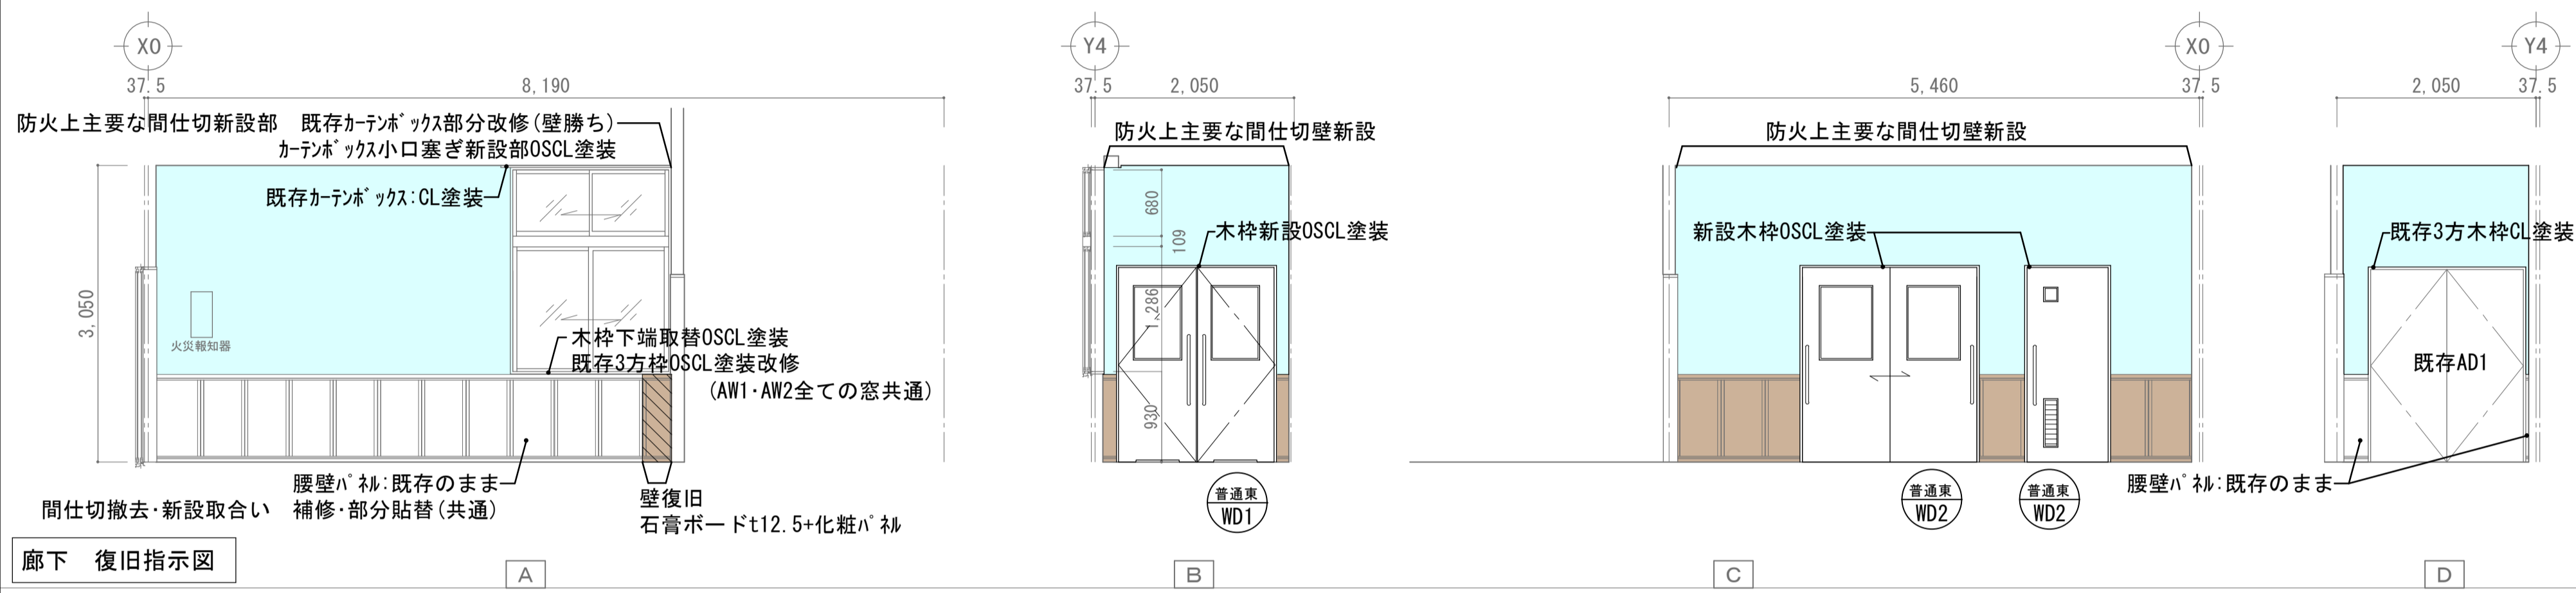 X0
37.5
8,190
防火上主要な間仕切新設部　既存ｶｰﾃﾝﾎﾞｯｸｽ部分改修(壁勝ち)
ｶｰﾃﾝﾎﾞｯｸｽ小口塞ぎ新設部OSCL塗装
既存ｶｰﾃﾝﾎﾞｯｸｽ:CL塗装
3,050
火災報知器
木枠下端取替OSCL塗装
既存3方枠OSCL塗装改修
(AW1･AW2全ての窓共通)
腰壁ﾊﾟﾈﾙ:既存のまま
間仕切撤去･新設取合い　補修･部分貼替(共通)
壁復旧
石膏ボードt12.5+化粧ﾊﾟﾈﾙ
廊下　復旧指示図
A
Y4
37.5
2,050
防火上主要な間仕切壁新設
680
109
1,286
930
木枠新設OSCL塗装
普通東
WD1
B
X0
5,460
37.5
防火上主要な間仕切壁新設
新設木枠OSCL塗装
普通東
WD2
普通東
WD2
C
Y4
2,050
37.5
既存3方木枠CL塗装
既存AD1
腰壁ﾊﾟﾈﾙ:既存のまま
D